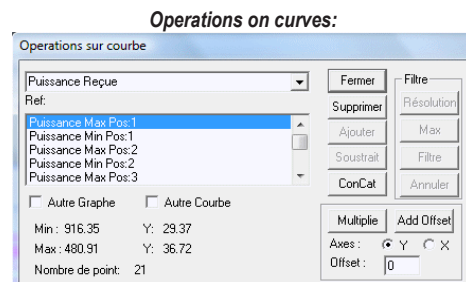 Operations on curves:
Operations sur courbe
Puissance Reçue
Ref:
Puissance Max Pos:1
Puissance Min Pos:1
Puissance Max Pos:2
Puissance Min Pos:2
Puissance Max Pos:3
Autre Graphe Autre Courbe
Min : 916.35 Y: 29.37
Max : 480.91 Y: 36.72
Nombre de point: 21
Fermer
Supprimer
Ajouter
Soustrait
ConCat
Filtre
Résolution
Max
Filtre
Annuler
Multiplie Add Offset
Axes : Y X
Offset : 0